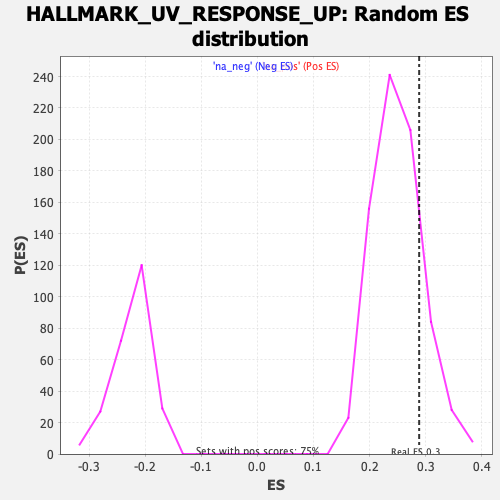 HALLMARK_UV_RESPONSE_UP: Random ES
distribution
'na_neg' (Neg ES)s' (Pos ES)
240
220
200
180
160
140
120
100
80
60
40
20
0
P(ES)
Sets with pos scores: 75%
Real ES 0.3
-0.3 -0.2 -0.1 0.0 0.1 0.2 0.3 0.4
ES